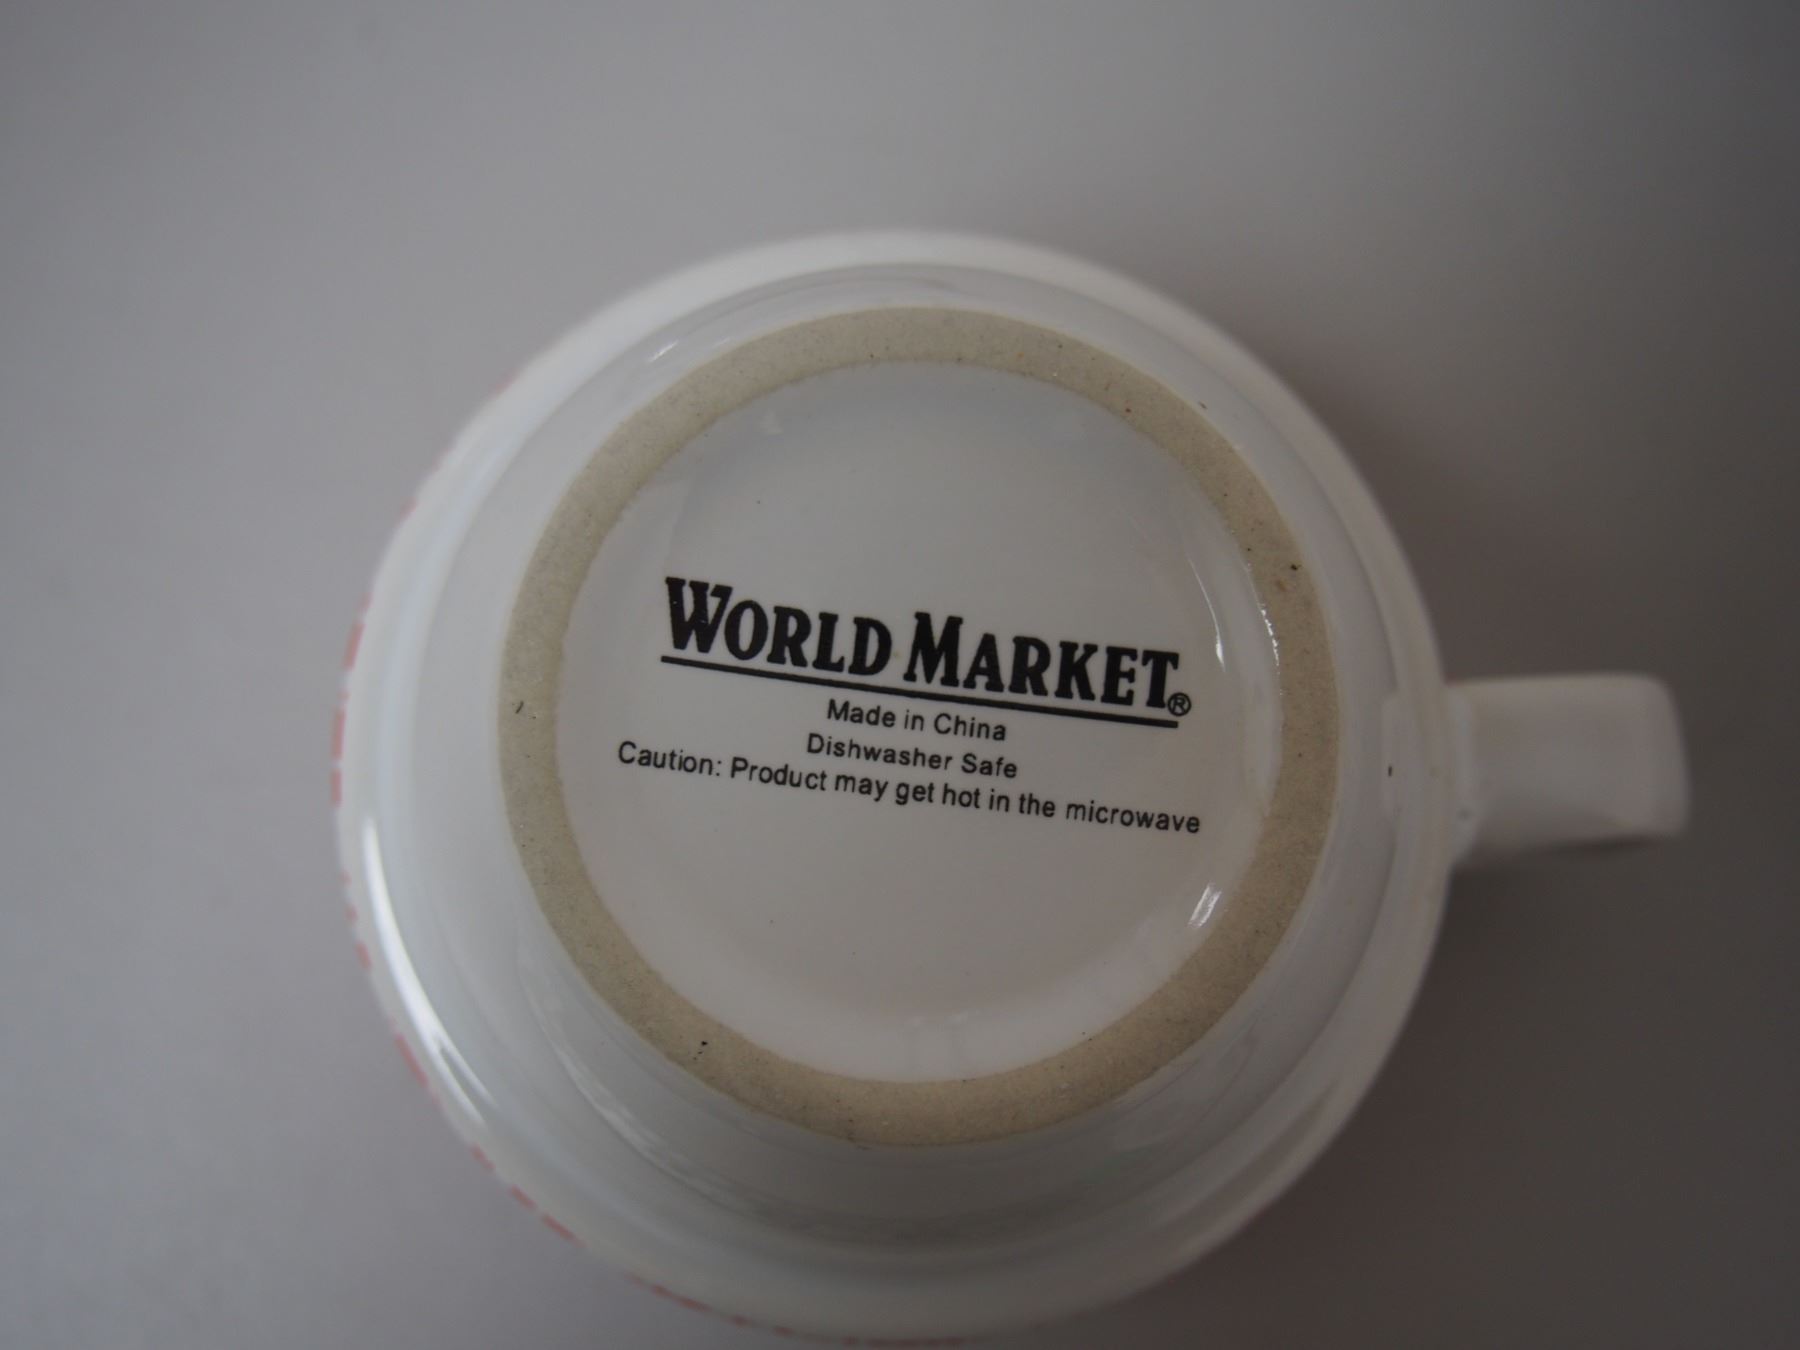 WORLD MARKET®
Made in China
Dishwasher Safe
Caution: Product may get hot in the microwave